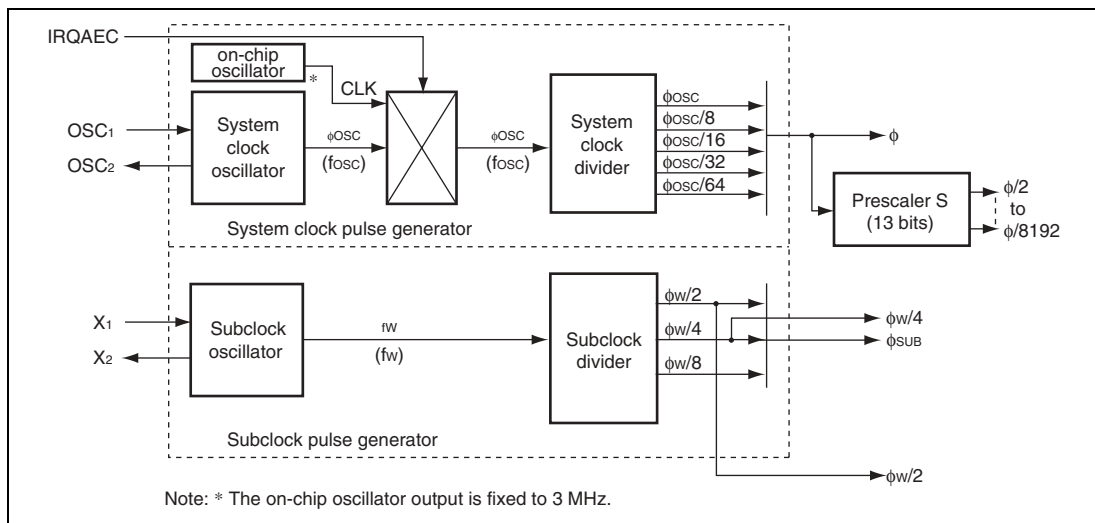 IRQAEC
on-chip
oscillator
*
CLK
OSC1
OSC2
System
clock
oscillator
φOSC
(fOSC)
φOSC
(fOSC)
System
clock
divider
φOSC
φOSC/8
φOSC/16
φOSC/32
φOSC/64
φ
Prescaler S
(13 bits)
φ/2
to
φ/8192
System clock pulse generator
X1
X2
Subclock
oscillator
fW
(fW)
Subclock
divider
φW/2
φW/4
φW/8
φW/4
φSUB
Subclock pulse generator
φW/2
Note: * The on-chip oscillator output is fixed to 3 MHz.